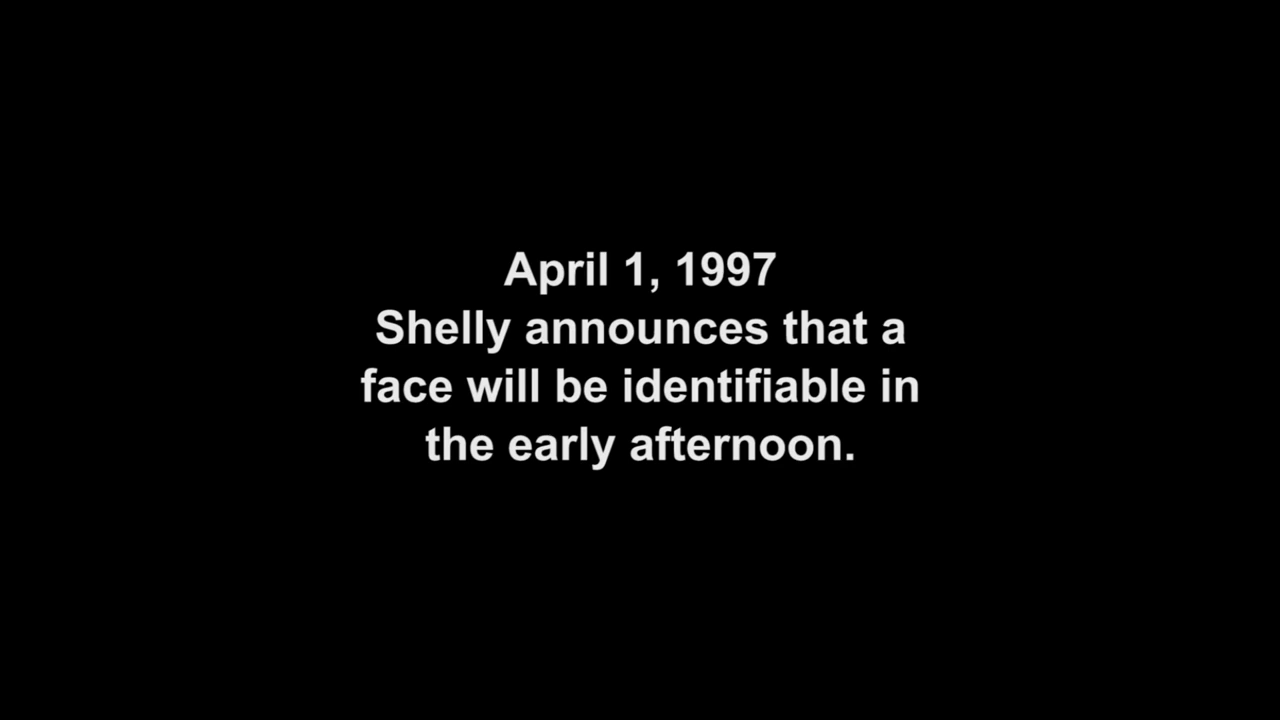 April 1, 1997
Shelly announces that a
face will be identifiable in
the early afternoon.